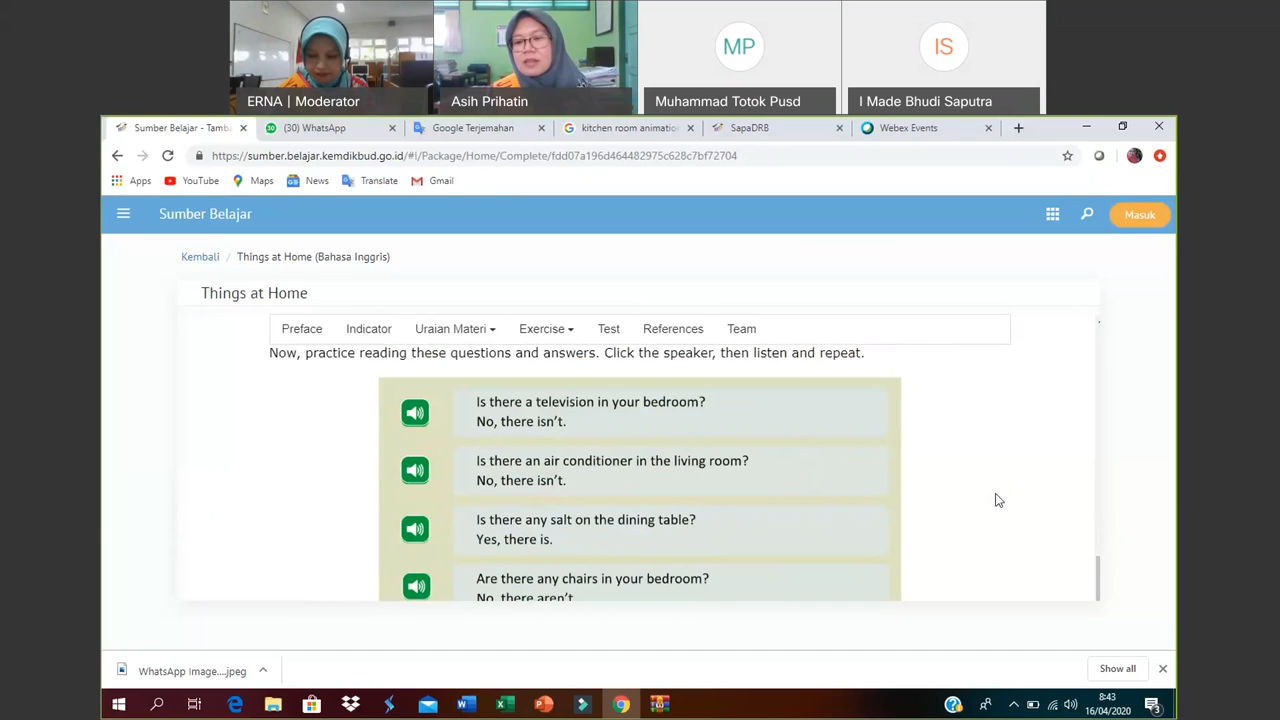 MP
IS
ERNA | Moderator
Asih Prihatin
Muhammad Totok Pusd
I Made Bhudi Saputra
Sumber Belajar - Tamba
(30) WhatsApp
Google Terjemahan
kitchen room animatio
SapaDRB
Webex Events
https://sumber.belajar.kemdikbud.go.id/#!/Package/Home/Complete/fdd07a196d464482975c628c7bf72704
Apps
YouTube
Maps
News
Translate
Gmail
Sumber Belajar
Masuk
Kembali / Things at Home (Bahasa Inggris)
Things at Home
Preface
Indicator
Uraian Materi
Exercise
Test
References
Team
Now, practice reading these questions and answers. Click the speaker, then listen and repeat.
Is there a television in your bedroom?
No, there isn't.
Is there an air conditioner in the living room?
No, there isn't.
Is there any salt on the dining table?
Yes, there is.
Are there any chairs in your bedroom?
No, there aren't
WhatsApp Image....jpeg
Show all
8:43
16/04/2020
3